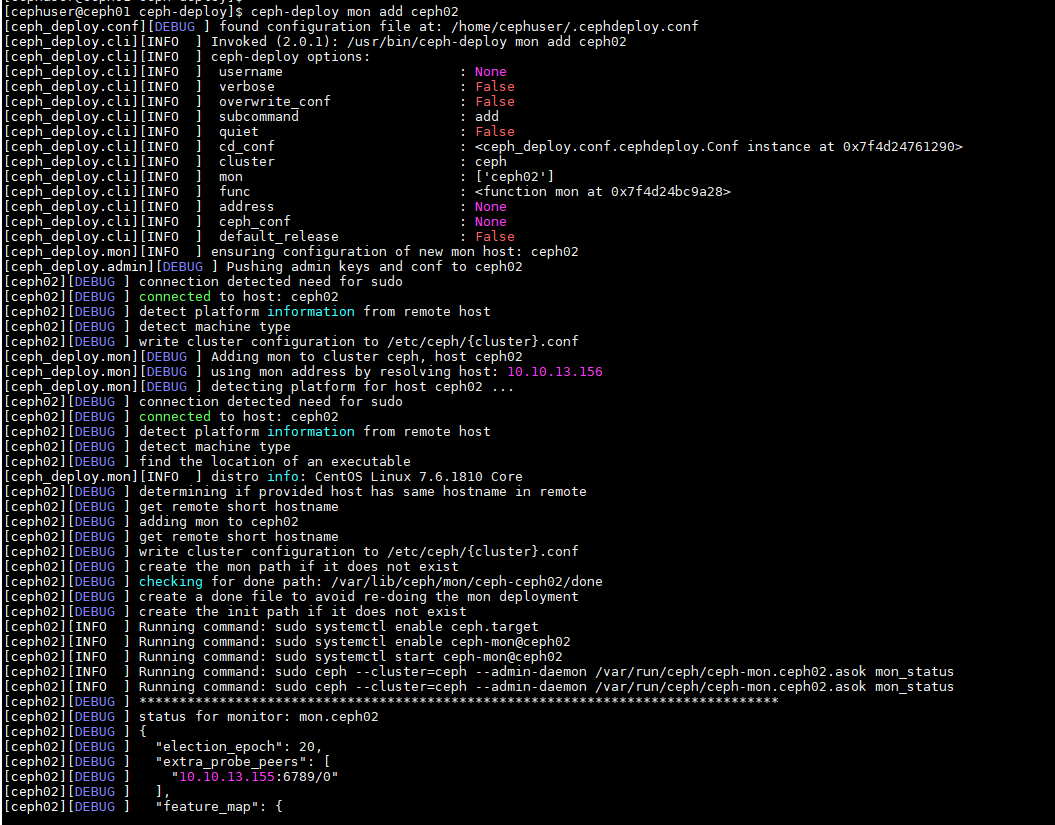 [cephuser@ceph01 ceph-deploy]$ ceph-deploy mon add ceph02
[ceph_deploy.conf][DEBUG ] found configuration file at: /home/cephuser/.cephdeploy.conf
[ceph_deploy.cli][INFO  ] Invoked (2.0.1): /usr/bin/ceph-deploy mon add ceph02
[ceph_deploy.cli][INFO  ] ceph-deploy options:
[ceph_deploy.cli][INFO  ]  username                      : None
[ceph_deploy.cli][INFO  ]  verbose                       : False
[ceph_deploy.cli][INFO  ]  overwrite_conf                : False
[ceph_deploy.cli][INFO  ]  subcommand                    : add
[ceph_deploy.cli][INFO  ]  quiet                         : False
[ceph_deploy.cli][INFO  ]  cd_conf                       : <ceph_deploy.conf.cephdeploy.Conf instance at 0x7f4d24761290>
[ceph_deploy.cli][INFO  ]  cluster                       : ceph
[ceph_deploy.cli][INFO  ]  mon                           : ['ceph02']
[ceph_deploy.cli][INFO  ]  func                          : <function mon at 0x7f4d24bc9a28>
[ceph_deploy.cli][INFO  ]  address                       : None
[ceph_deploy.cli][INFO  ]  ceph_conf                     : None
[ceph_deploy.cli][INFO  ]  default_release               : False
[ceph_deploy.mon][INFO  ] ensuring configuration of new mon host: ceph02
[ceph_deploy.admin][DEBUG ] Pushing admin keys and conf to ceph02
[ceph02][DEBUG ] connection detected need for sudo
[ceph02][DEBUG ] connected to host: ceph02
[ceph02][DEBUG ] detect platform information from remote host
[ceph02][DEBUG ] detect machine type
[ceph02][DEBUG ] write cluster configuration to /etc/ceph/{cluster}.conf
[ceph_deploy.mon][DEBUG ] Adding mon to cluster ceph, host ceph02
[ceph_deploy.mon][DEBUG ] using mon address by resolving host: 10.10.13.156
[ceph_deploy.mon][DEBUG ] detecting platform for host ceph02 ...
[ceph02][DEBUG ] connection detected need for sudo
[ceph02][DEBUG ] connected to host: ceph02
[ceph02][DEBUG ] detect platform information from remote host
[ceph02][DEBUG ] detect machine type
[ceph02][DEBUG ] find the location of an executable
[ceph_deploy.mon][INFO  ] distro info: CentOS Linux 7.6.1810 Core
[ceph02][DEBUG ] determining if provided host has same hostname in remote
[ceph02][DEBUG ] get remote short hostname
[ceph02][DEBUG ] adding mon to ceph02
[ceph02][DEBUG ] get remote short hostname
[ceph02][DEBUG ] write cluster configuration to /etc/ceph/{cluster}.conf
[ceph02][DEBUG ] create the mon path if it does not exist
[ceph02][DEBUG ] checking for done path: /var/lib/ceph/mon/ceph-ceph02/done
[ceph02][DEBUG ] create a done file to avoid re-doing the mon deployment
[ceph02][DEBUG ] create the init path if it does not exist
[ceph02][INFO  ] Running command: sudo systemctl enable ceph.target
[ceph02][INFO  ] Running command: sudo systemctl enable ceph-mon@ceph02
[ceph02][INFO  ] Running command: sudo systemctl start ceph-mon@ceph02
[ceph02][INFO  ] Running command: sudo ceph --cluster=ceph --admin-daemon /var/run/ceph/ceph-mon.ceph02.asok mon_status
[ceph02][INFO  ] Running command: sudo ceph --cluster=ceph --admin-daemon /var/run/ceph/ceph-mon.ceph02.asok mon_status
[ceph02][DEBUG ] ********************************************************************************
[ceph02][DEBUG ] status for monitor: mon.ceph02
[ceph02][DEBUG ] {
[ceph02][DEBUG ]   "election_epoch": 20,
[ceph02][DEBUG ]   "extra_probe_peers": [
[ceph02][DEBUG ]     "10.10.13.155:6789/0"
[ceph02][DEBUG ]   ],
[ceph02][DEBUG ]   "feature_map": {